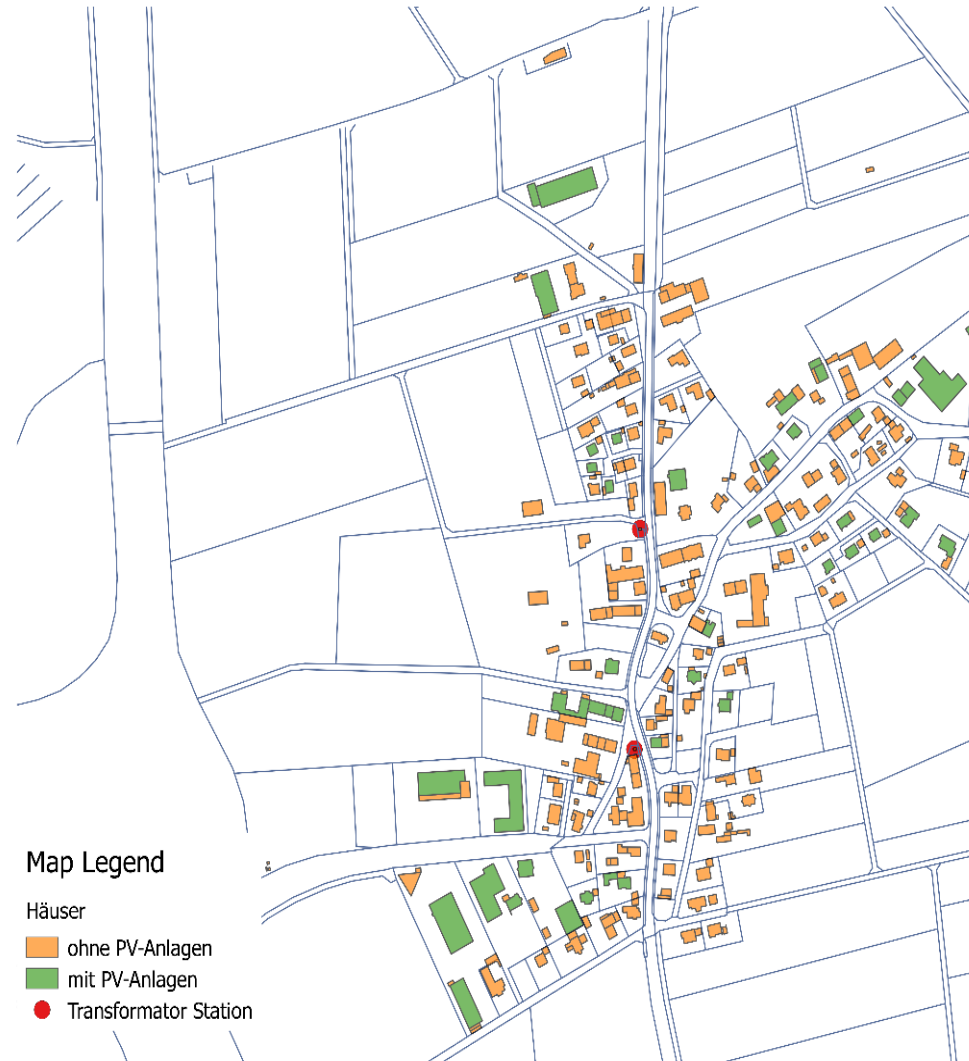 Map Legend
Häuser
ohne PV-Anlagen
mit PV-Anlagen
Transformator Station